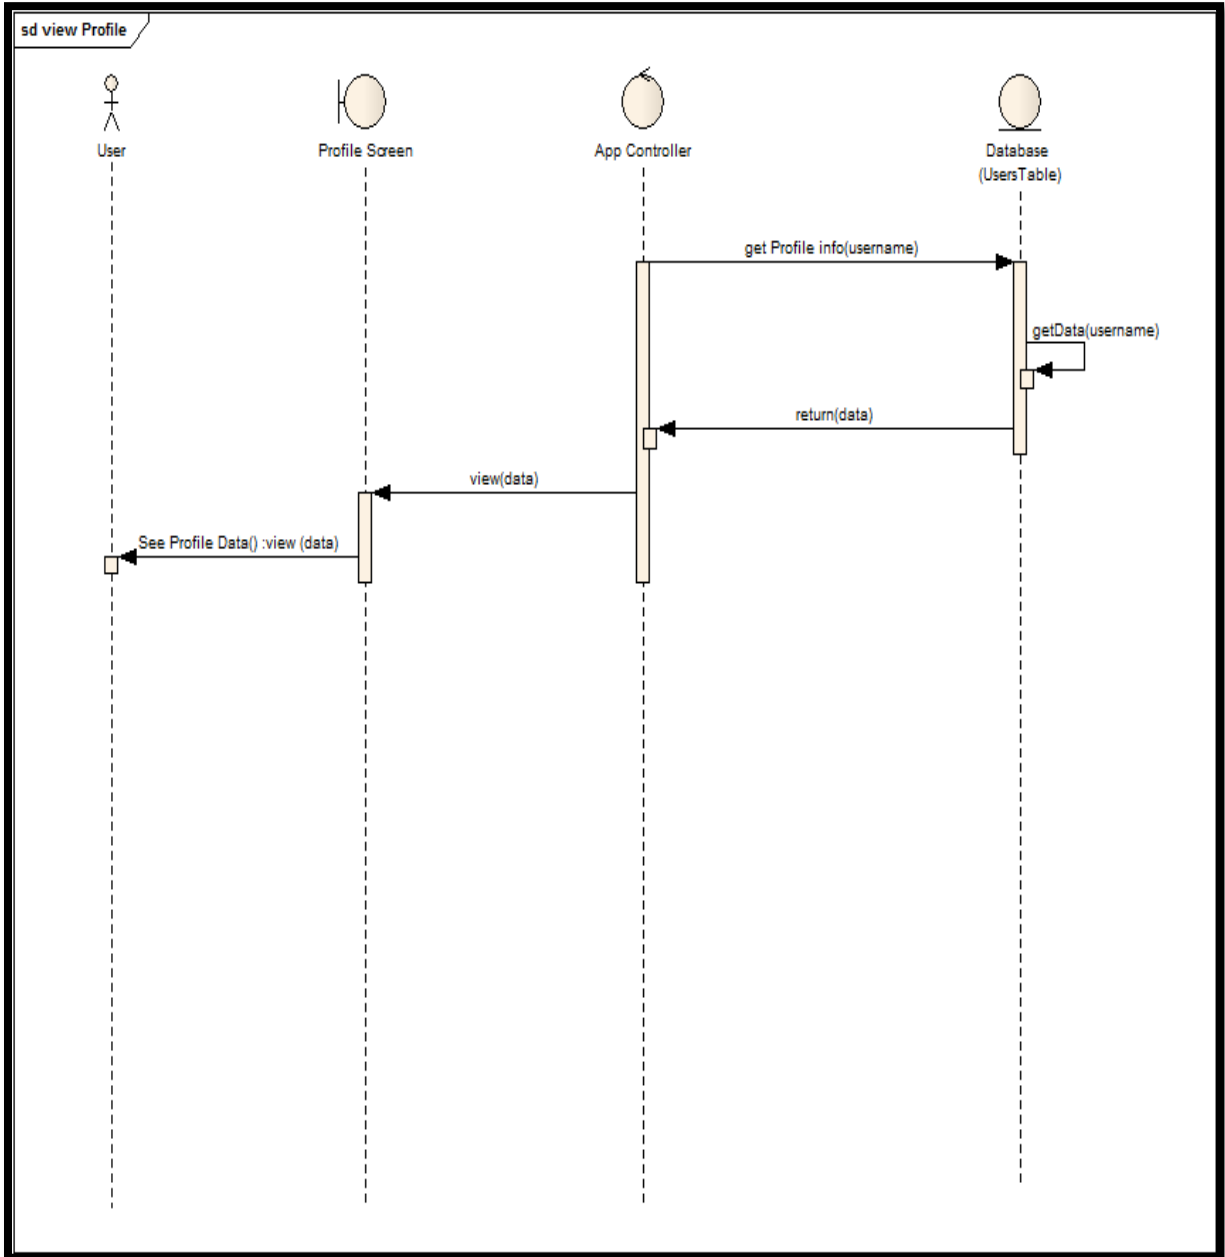 sd view Profile
User
Profile Screen
App Controller
Database
(UsersTable)
get Profile info(username)
getData(username)
return(data)
view(data)
See Profile Data() :view (data)